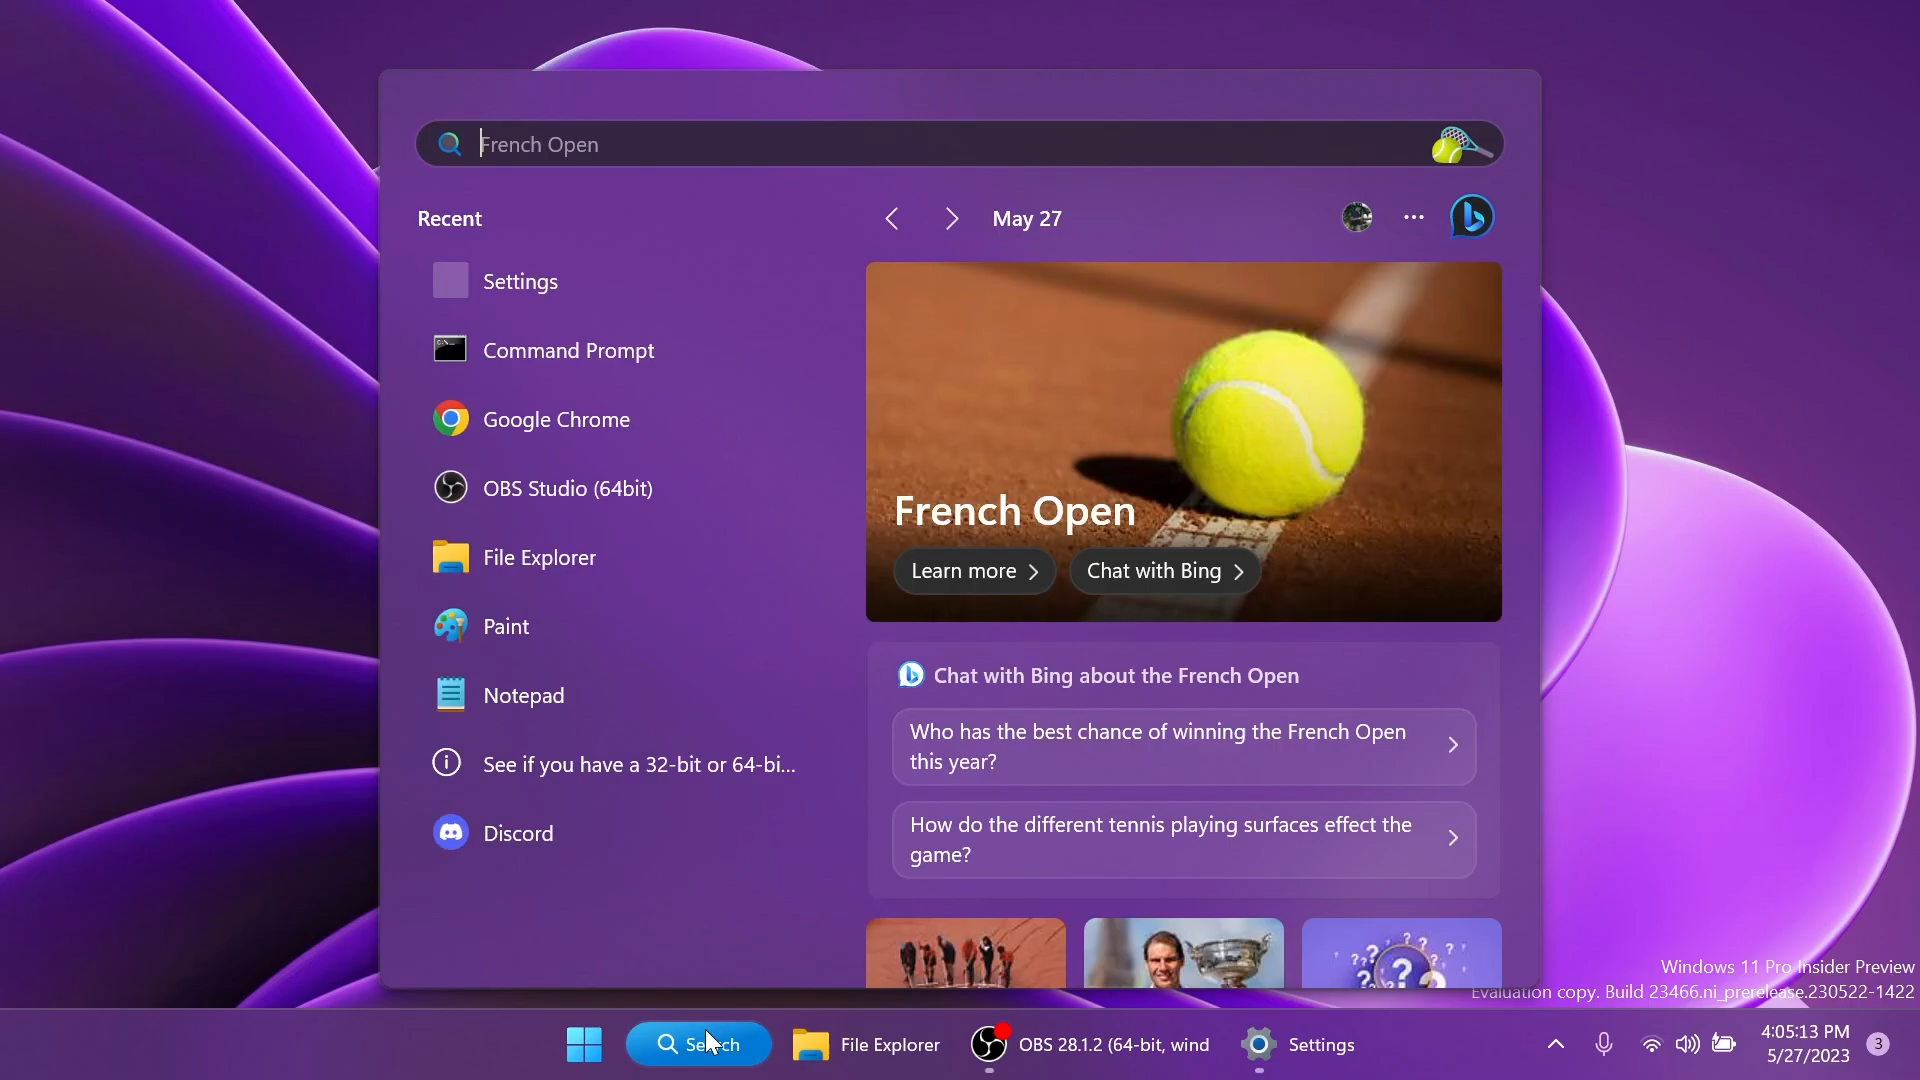 French Open
Recent
May 27
Settings
Command Prompt
Google Chrome
OBS Studio (64bit)
File Explorer
Paint
Notepad
See if you have a 32-bit or 64-bi...
Discord
French Open
Learn more
Chat with Bing
Chat with Bing about the French Open
Who has the best chance of winning the French Open
this year?
How do the different tennis playing surfaces effect the
game?
Windows 11 Pro Insider Preview
Evaluation copy. Build 23466.ni_prerelease.230522-1422
Search
File Explorer
OBS 28.1.2 (64-bit, wind
Settings
4:05:13 PM
5/27/2023
3